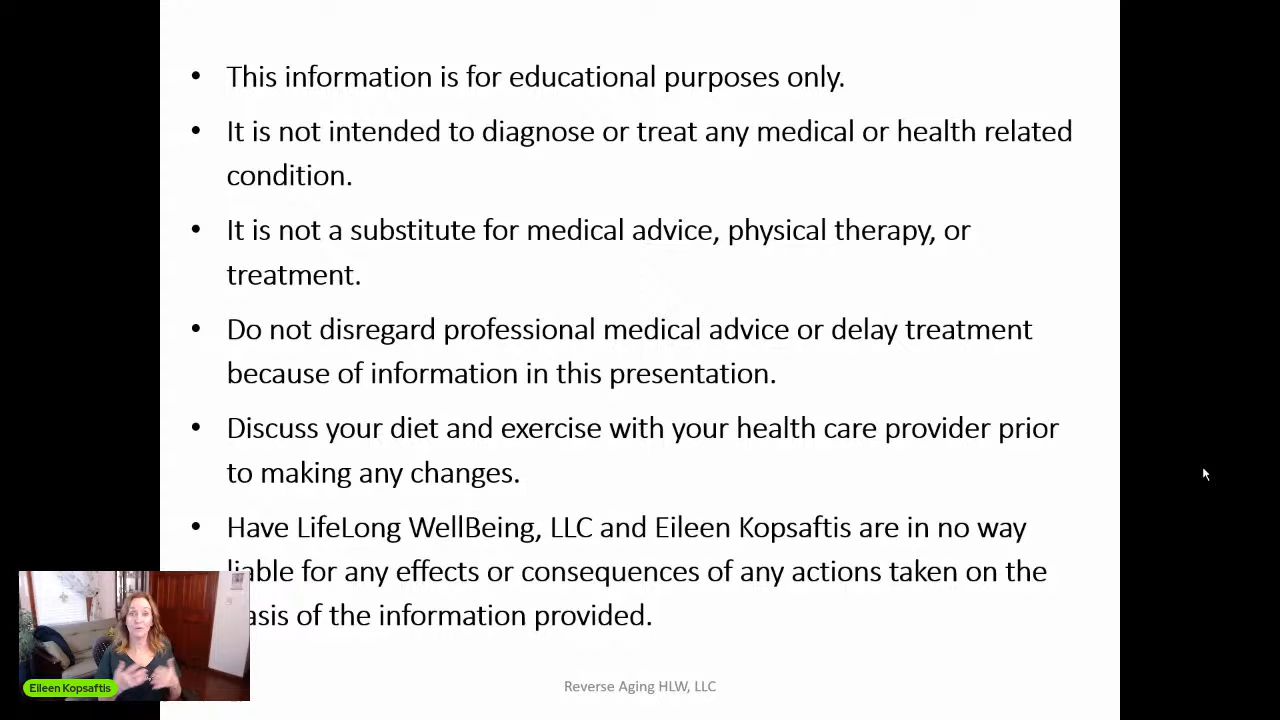 • This information is for educational purposes only.
• It is not intended to diagnose or treat any medical or health related
condition.
• It is not a substitute for medical advice, physical therapy, or
treatment.
• Do not disregard professional medical advice or delay treatment
because of information in this presentation.
• Discuss your diet and exercise with your health care provider prior
to making any changes.
• Have LifeLong WellBeing, LLC and Eileen Kopsaftis are in no way
liable for any effects or consequences of any actions taken on the
asis of the information provided.
Eileen Kopsaftis
Reverse Aging HLW, LLC